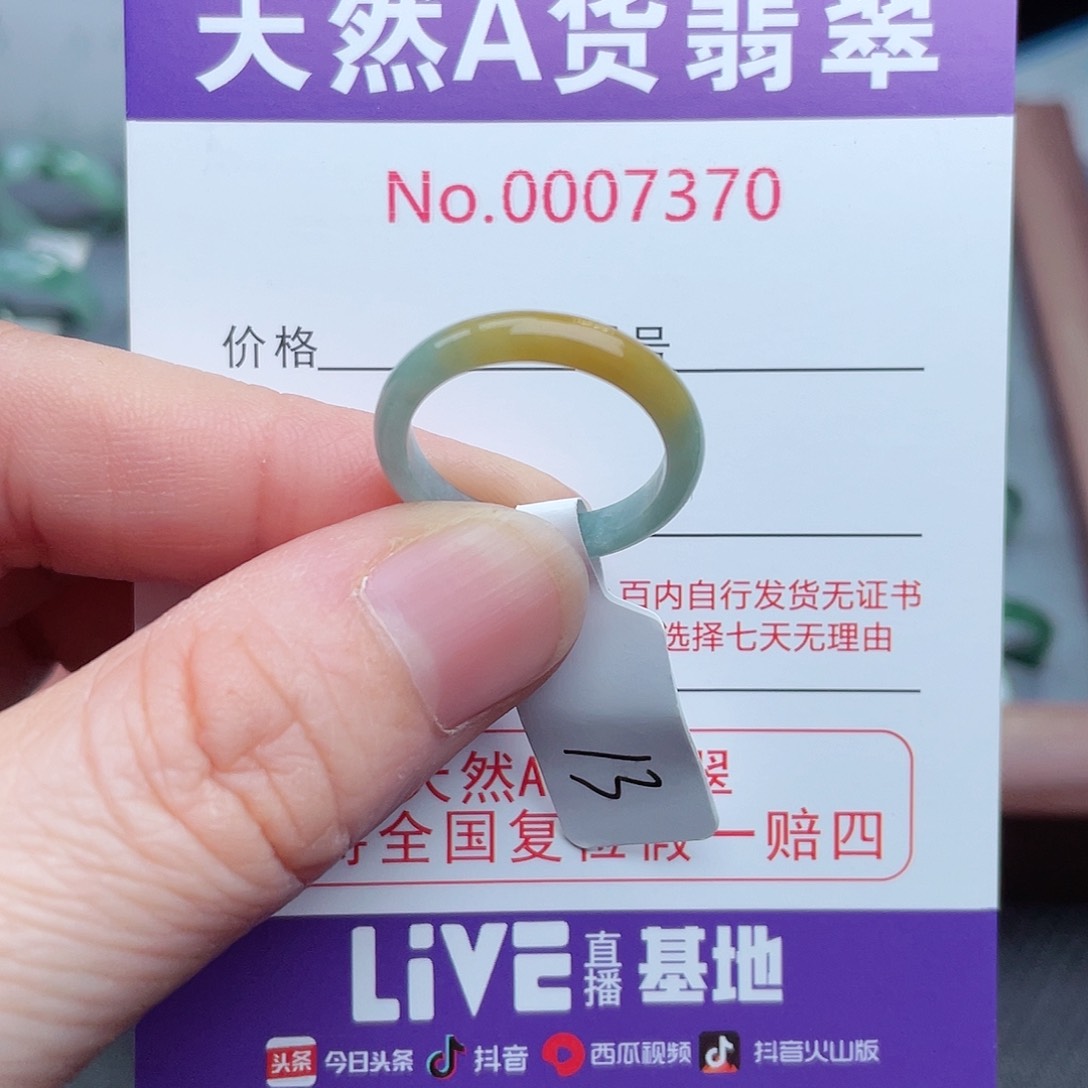 天然A货翡翠
No.0007370
价格 号
百内自行发货无证书
选择七天无理由
天然A 翠
全国复检假一赔四
13
LiVE直播基地
头条 今日头条 抖音 西瓜视频 抖音火山版